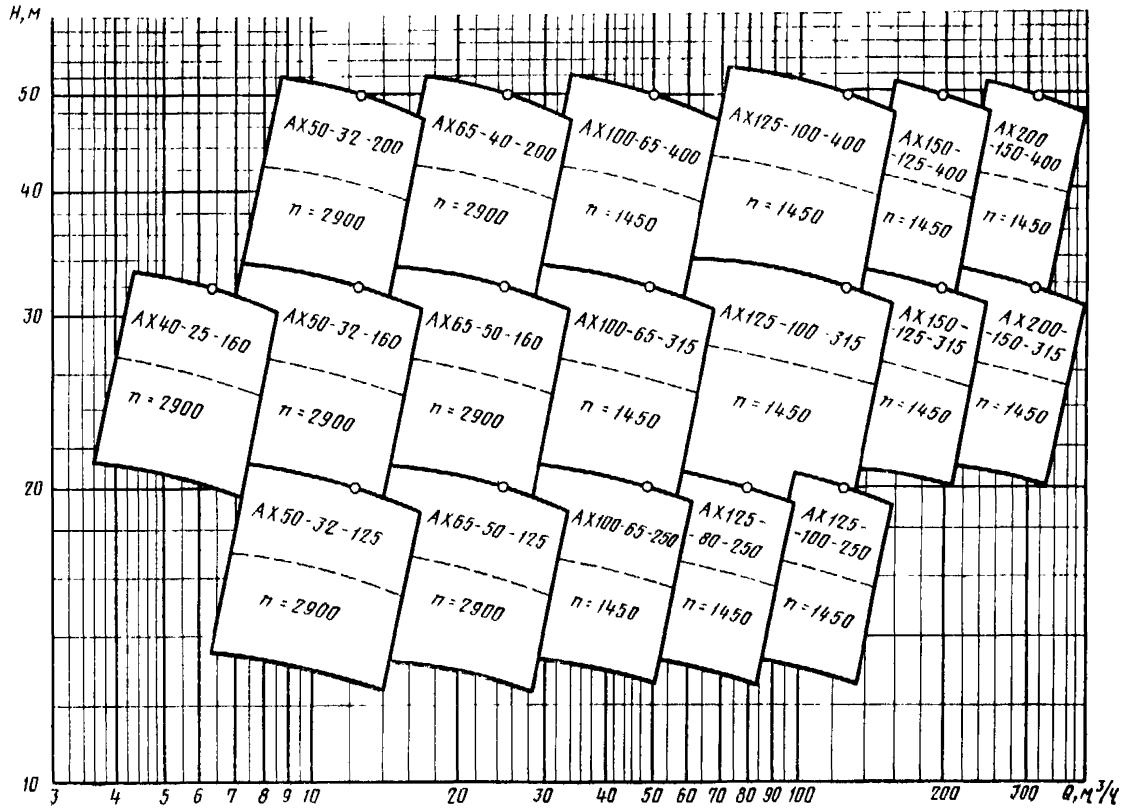 H, м
50
40
30
20
10
АХ50-32-200
n = 2900
АХ65-40-200
n = 2900
АХ100-65-400
n = 1450
АХ125-100-400
n = 1450
АХ150-
-125-400
n = 1450
АХ200
-150-400
n = 1450
АХ40-25-160
n = 2900
АХ50-32-160
n = 2900
АХ65-50-160
n = 2900
АХ100-65-315
n = 1450
АХ125-100-315
n = 1450
АХ150-
-125-315
n = 1450
АХ200-
-150-315
n = 1450
АХ50-32-125
n = 2900
АХ65-50-125
n = 2900
АХ100-65-250
n = 1450
АХ125-
-80-250
n = 1450
АХ125-
-100-250
n = 1450
3 4 5 6 7 8 9 10 20 30 40 50 60 70 80 90 100 200 300 Q, м³/ч